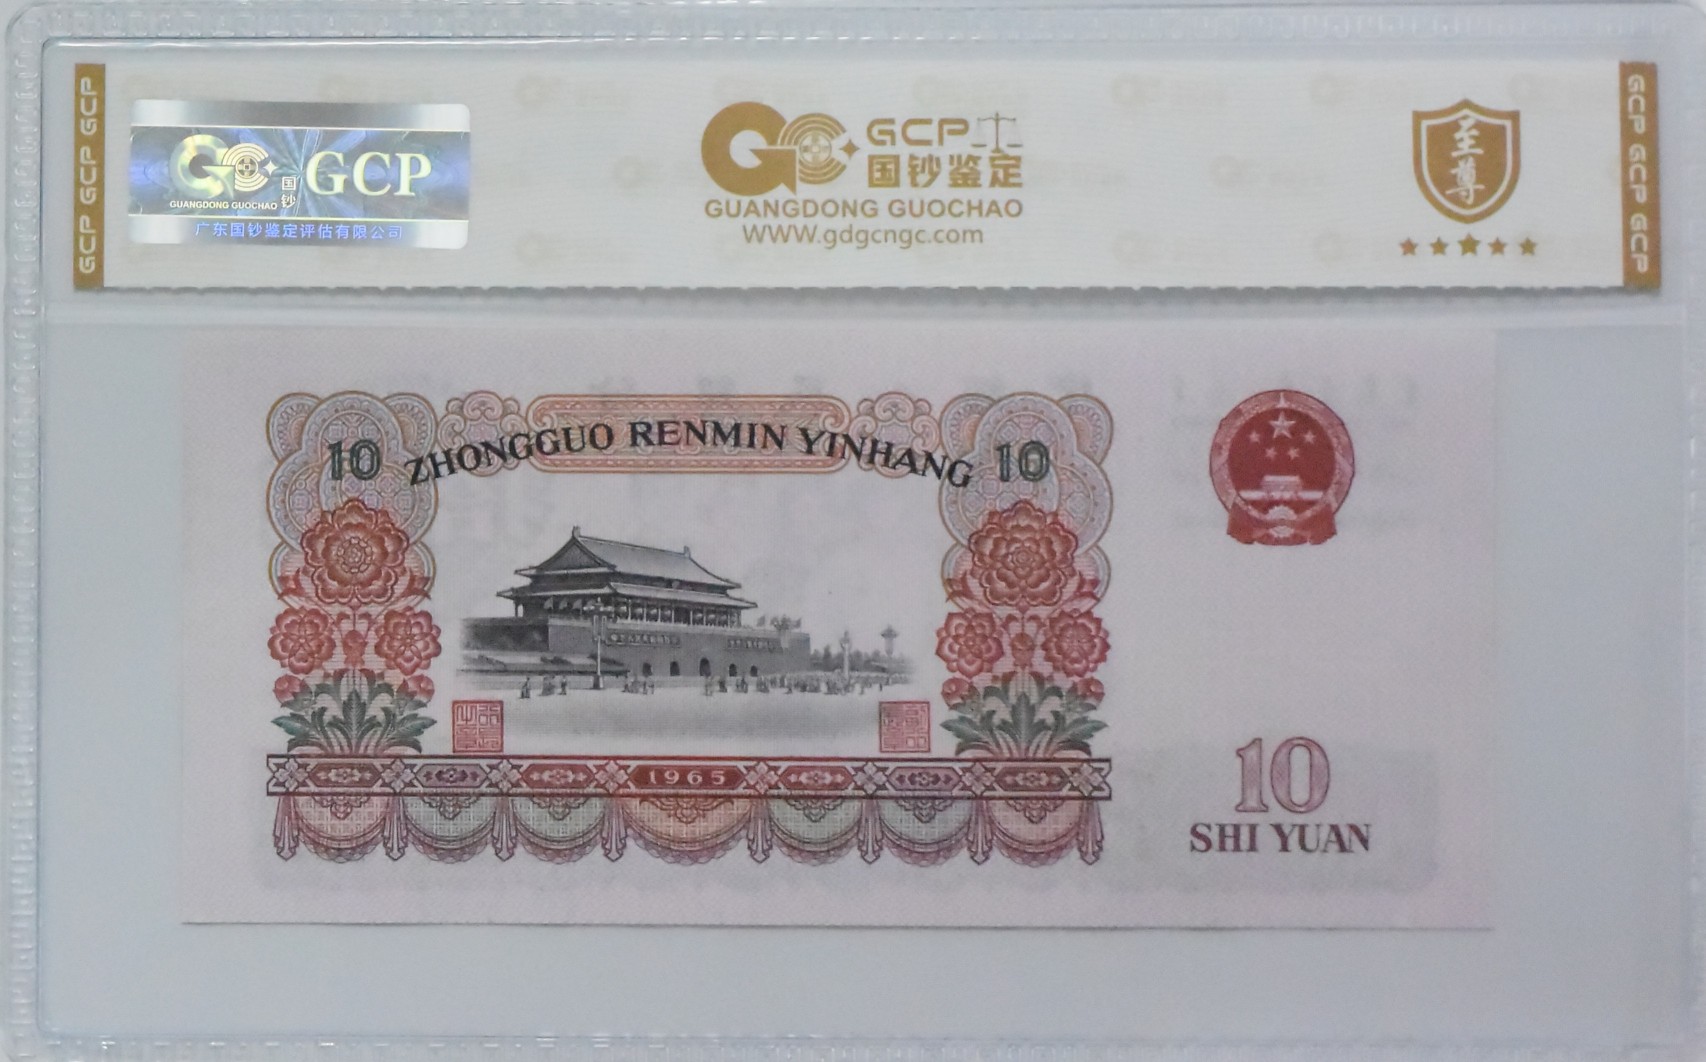 GCP GCP GCP
国钞
GCP
GUANGDONG GUOCHAO
广东国钞鉴定评估有限公司
GCP
国钞鉴定
GUANGDONG GUOCHAO
WWW.gdgcngc.com
至尊
GCP GCP GCP
10 ZHONGGUO RENMIN YINHANG 10
1965
10
SHI YUAN